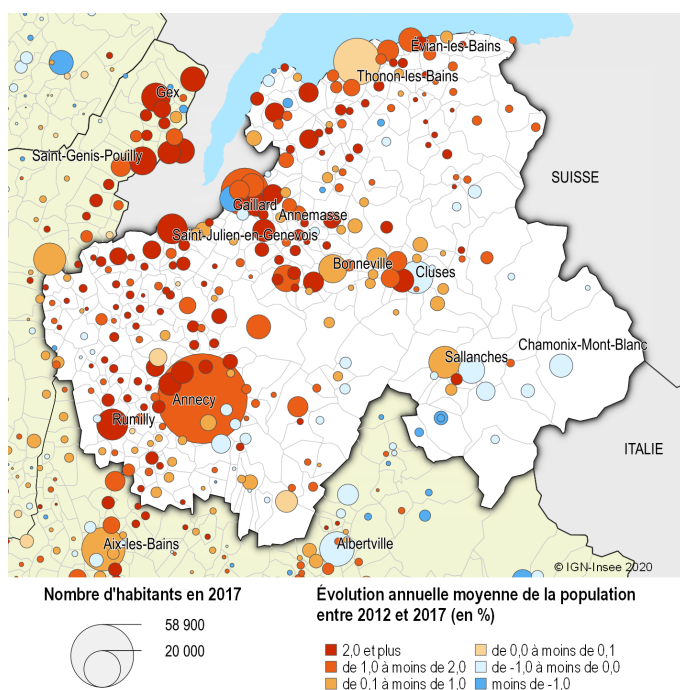 Évian-les-Bains
Thonon-les-Bains
Gex
Saint-Genis-Pouilly
SUISSE
Gaillard
Annemasse
Saint-Julien-en-Genevois
Bonneville
Cluses
Chamonix-Mont-Blanc
Sallanches
Annecy
Rumilly
ITALIE
Aix-les-Bains
Albertville
© IGN-Insee 2020
Nombre d'habitants en 2017
58 900
20 000
Évolution annuelle moyenne de la population
entre 2012 et 2017 (en %)
2,0 et plus
de 1,0 à moins de 2,0
de 0,1 à moins de 1,0
de 0,0 à moins de 0,1
de -1,0 à moins de 0,0
moins de -1,0